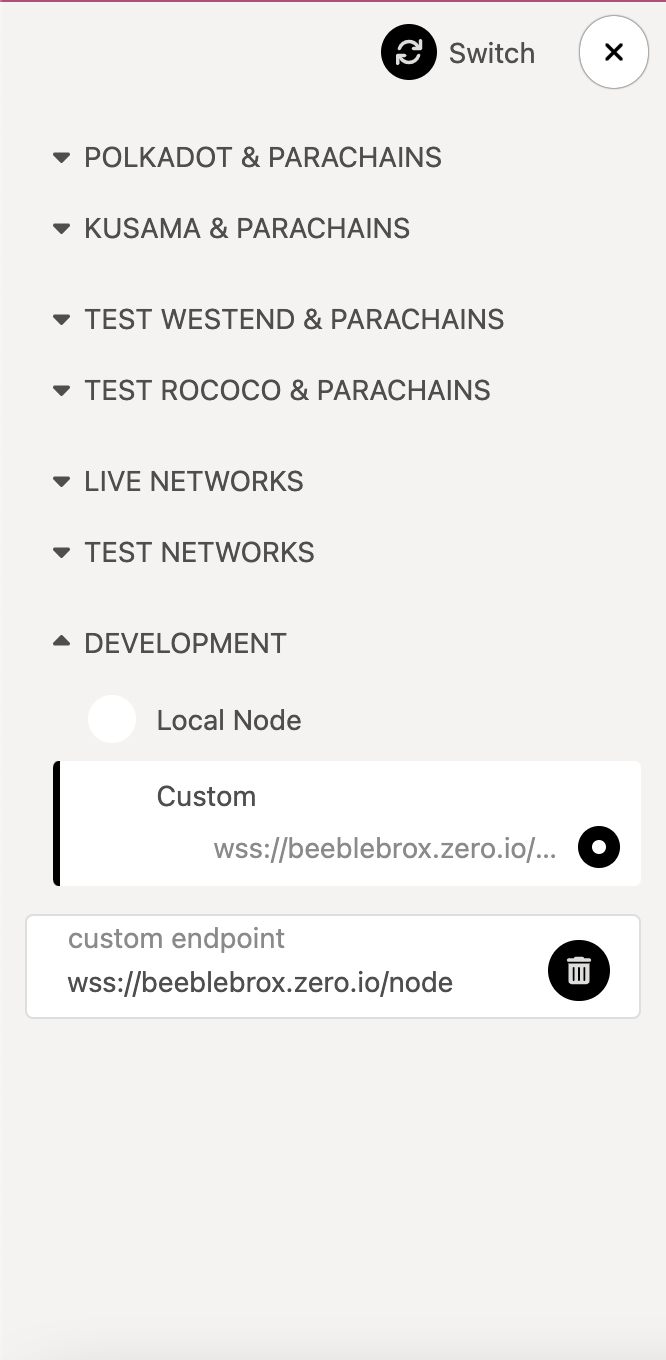 Switch
POLKADOT & PARACHAINS
KUSAMA & PARACHAINS
TEST WESTEND & PARACHAINS
TEST ROCOCO & PARACHAINS
LIVE NETWORKS
TEST NETWORKS
DEVELOPMENT
Local Node
Custom
wss://beeblebrox.zero.io/...
custom endpoint
wss://beeblebrox.zero.io/node